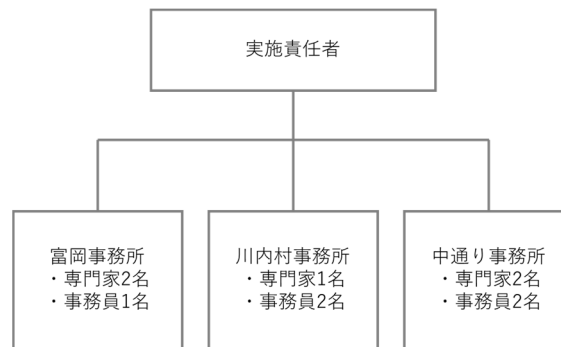 実施責任者
富岡事務所
・専門家2名
・事務員1名
川内村事務所
・専門家1名
・事務員2名
中通り事務所
・専門家2名
・事務員2名